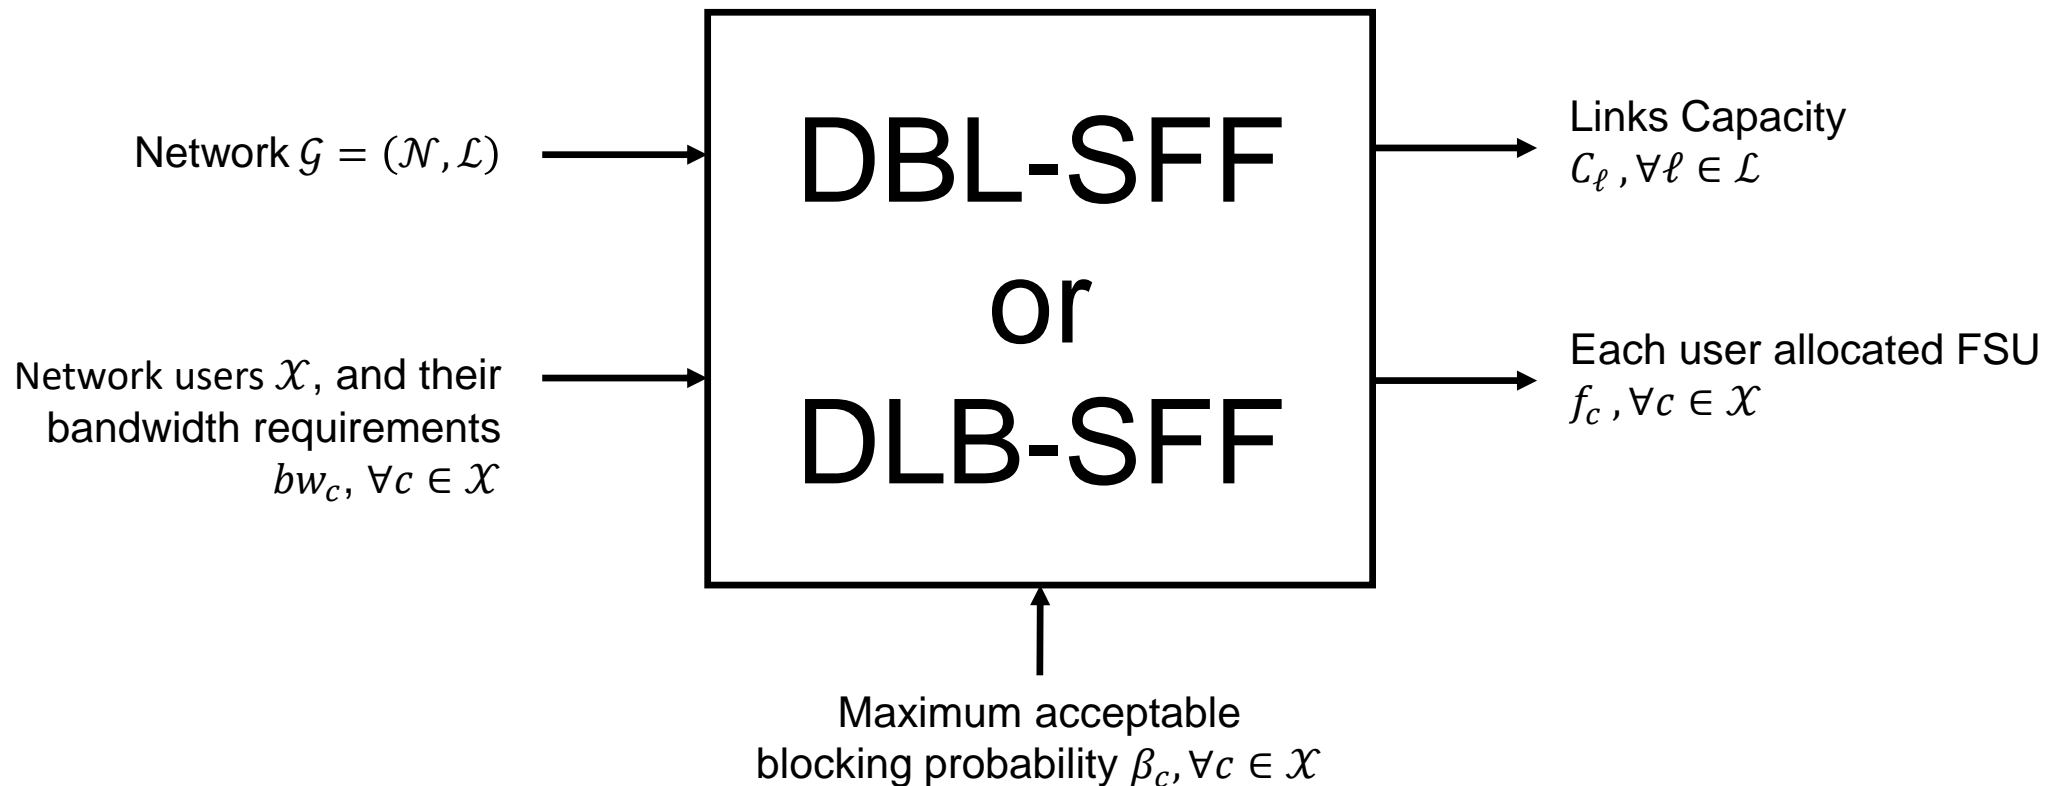 Network 𝒢 = (𝒩, ℒ)
Network users 𝒳, and their
bandwidth requirements
bw_c, ∀c ∈ 𝒳
DBL-SFF
or
DLB-SFF
Maximum acceptable
blocking probability β_c, ∀c ∈ 𝒳
Links Capacity
C_ℓ , ∀ℓ ∈ ℒ
Each user allocated FSU
f_c , ∀c ∈ 𝒳